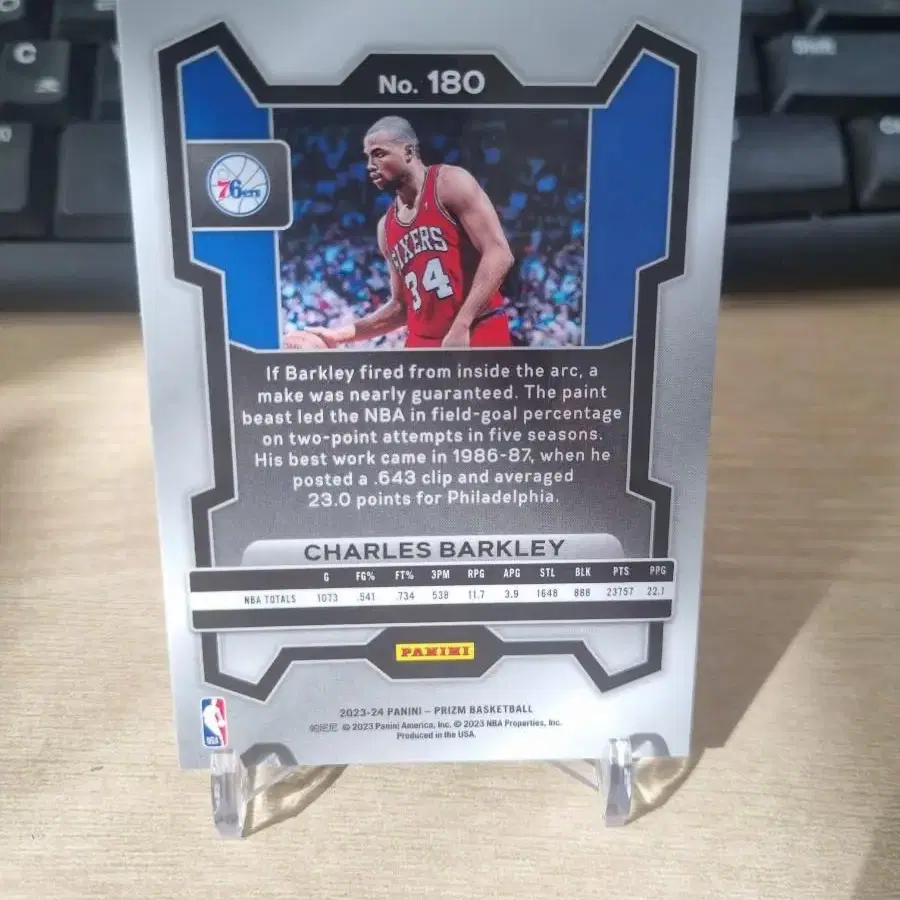 No. 180
76ers
SIXERS
34
If Barkley fired from inside the arc, a
make was nearly guaranteed. The paint
beast led the NBA in field-goal percentage
on two-point attempts in five seasons.
His best work came in 1986-87, when he
posted a .643 clip and averaged
23.0 points for Philadelphia.
CHARLES BARKLEY
G FG% FT% 3PM RPG APG STL BLK PTS PPG
NBA TOTALS 1073 .541 .734 538 11.7 3.9 1648 888 23757 22.1
PANINI
2023-24 PANINI – PRIZM BASKETBALL
© 2023 Panini America, Inc. © 2023 NBA Properties, Inc.
Produced in the USA.
NBA
C
Shift